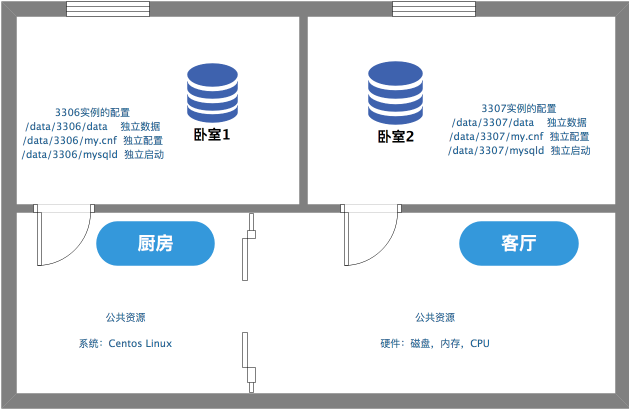 3306实例的配置
/data/3306/data 独立数据
/data/3306/my.cnf 独立配置
/data/3306/mysqld 独立启动
卧室1
3307实例的配置
/data/3307/data 独立数据
/data/3307/my.cnf 独立配置
/data/3307/mysqld 独立启动
卧室2
厨房
公共资源
系统：Centos Linux
客厅
公共资源
硬件：磁盘，内存，CPU